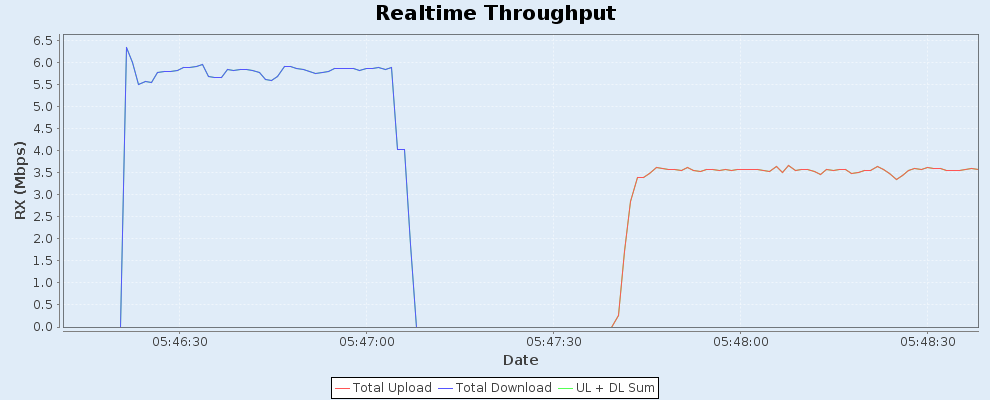 Realtime Throughput
RX (Mbps)
6.5
6.0
5.5
5.0
4.5
4.0
3.5
3.0
2.5
2.0
1.5
1.0
0.5
0.0
05:46:30 05:47:00 05:47:30 05:48:00 05:48:30
Date
Total Upload Total Download UL + DL Sum